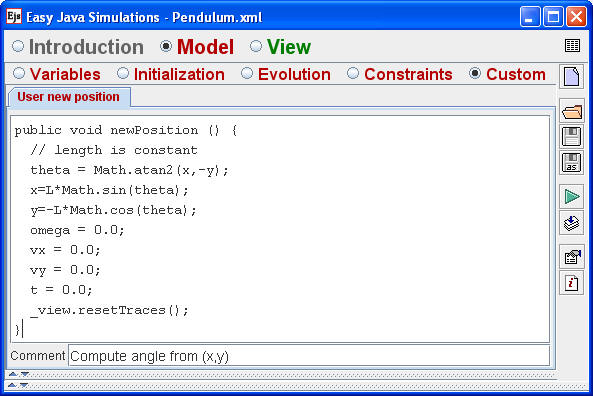 Ejs Easy Java Simulations - Pendulum.xml
Introduction Model View
Variables Initialization Evolution Constraints Custom
User new position
public void newPosition () {
// length is constant
theta = Math.atan2(x,-y);
x=L*Math.sin(theta);
y=-L*Math.cos(theta);
omega = 0.0;
vx = 0.0;
vy = 0.0;
t = 0.0;
_view.resetTraces();
}
Comment Compute angle from (x,y)
as
i